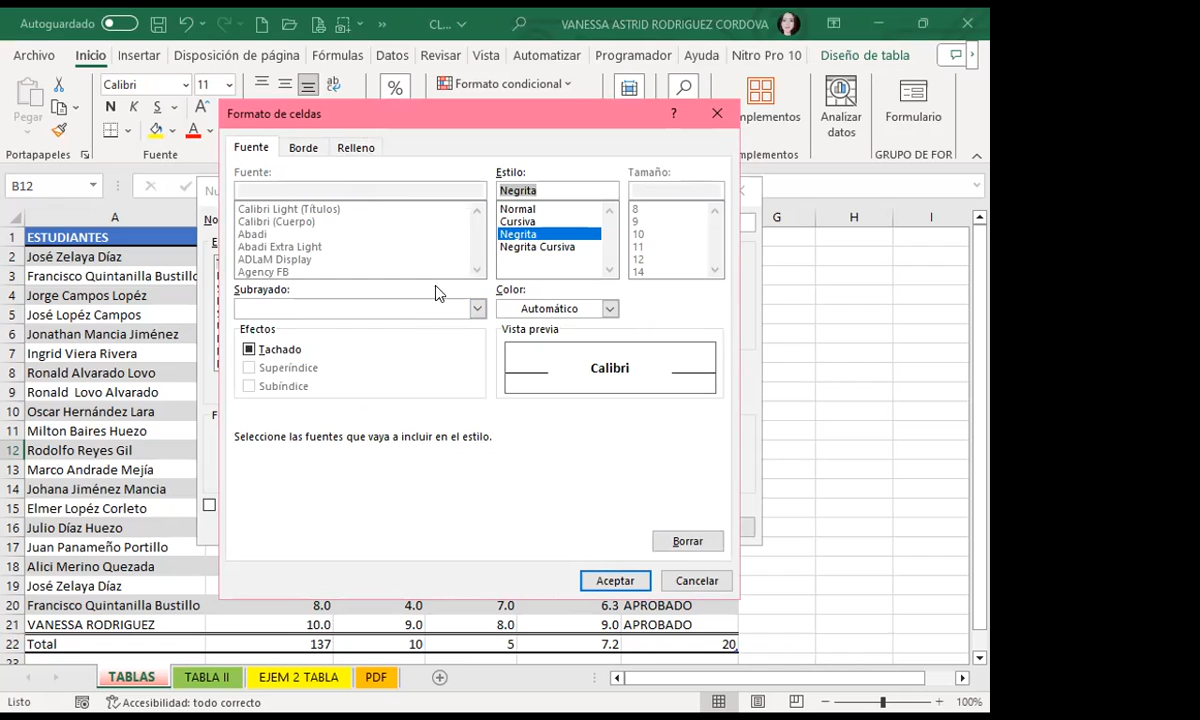 Autoguardado
CL...
VANESSA ASTRID RODRIGUEZ CORDOVA
Archivo Inicio Insertar Disposición de página Fórmulas Datos Revisar Vista Automatizar Programador Ayuda Nitro Pro 10 Diseño de tabla
Pegar
Portapapeles
Calibri 11
N K S A
Fuente
%
Formato condicional
mplementos
mplementos
Analizar
datos
Formulario
GRUPO DE FOR
B12
Formato de celdas
? 
Fuente Borde Relleno
Fuente:
Calibri Light (Títulos)
Calibri (Cuerpo)
Abadi
Abadi Extra Light
ADLaM Display
Agency FB
Estilo:
Negrita
Normal
Cursiva
Negrita
Negrita Cursiva
Tamaño:
8
9
10
11
12
14
Subrayado:
Color:
Automático
Efectos
Tachado
Superíndice
Subíndice
Vista previa
Calibri
Seleccione las fuentes que vaya a incluir en el estilo.
Borrar
Aceptar Cancelar
Nu
No
E
F
A G H I
1 ESTUDIANTES
2 José Zelaya Díaz
3 Francisco Quintanilla Bustillo
4 Jorge Campos Lopéz
5 José Lopéz Campos
6 Jonathan Mancia Jiménez
7 Ingrid Viera Rivera
8 Ronald Alvarado Lovo
9 Ronald Lovo Alvarado
10 Oscar Hernández Lara
11 Milton Baires Huezo
12 Rodolfo Reyes Gil
13 Marco Andrade Mejía
14 Johana Jiménez Mancia
15 Elmer Lopéz Corleto
16 Julio Díaz Huezo
17 Juan Panameño Portillo
18 Alici Merino Quezada
19 José Zelaya Díaz
20 Francisco Quintanilla Bustillo 8.0 4.0 7.0 6.3 APROBADO
21 VANESSA RODRIGUEZ 10.0 9.0 8.0 9.0 APROBADO
22 Total 137 10 5 7.2 20
23
TABLAS TABLA II EJEM 2 TABLA PDF
Listo Accesibilidad: todo correcto 100%